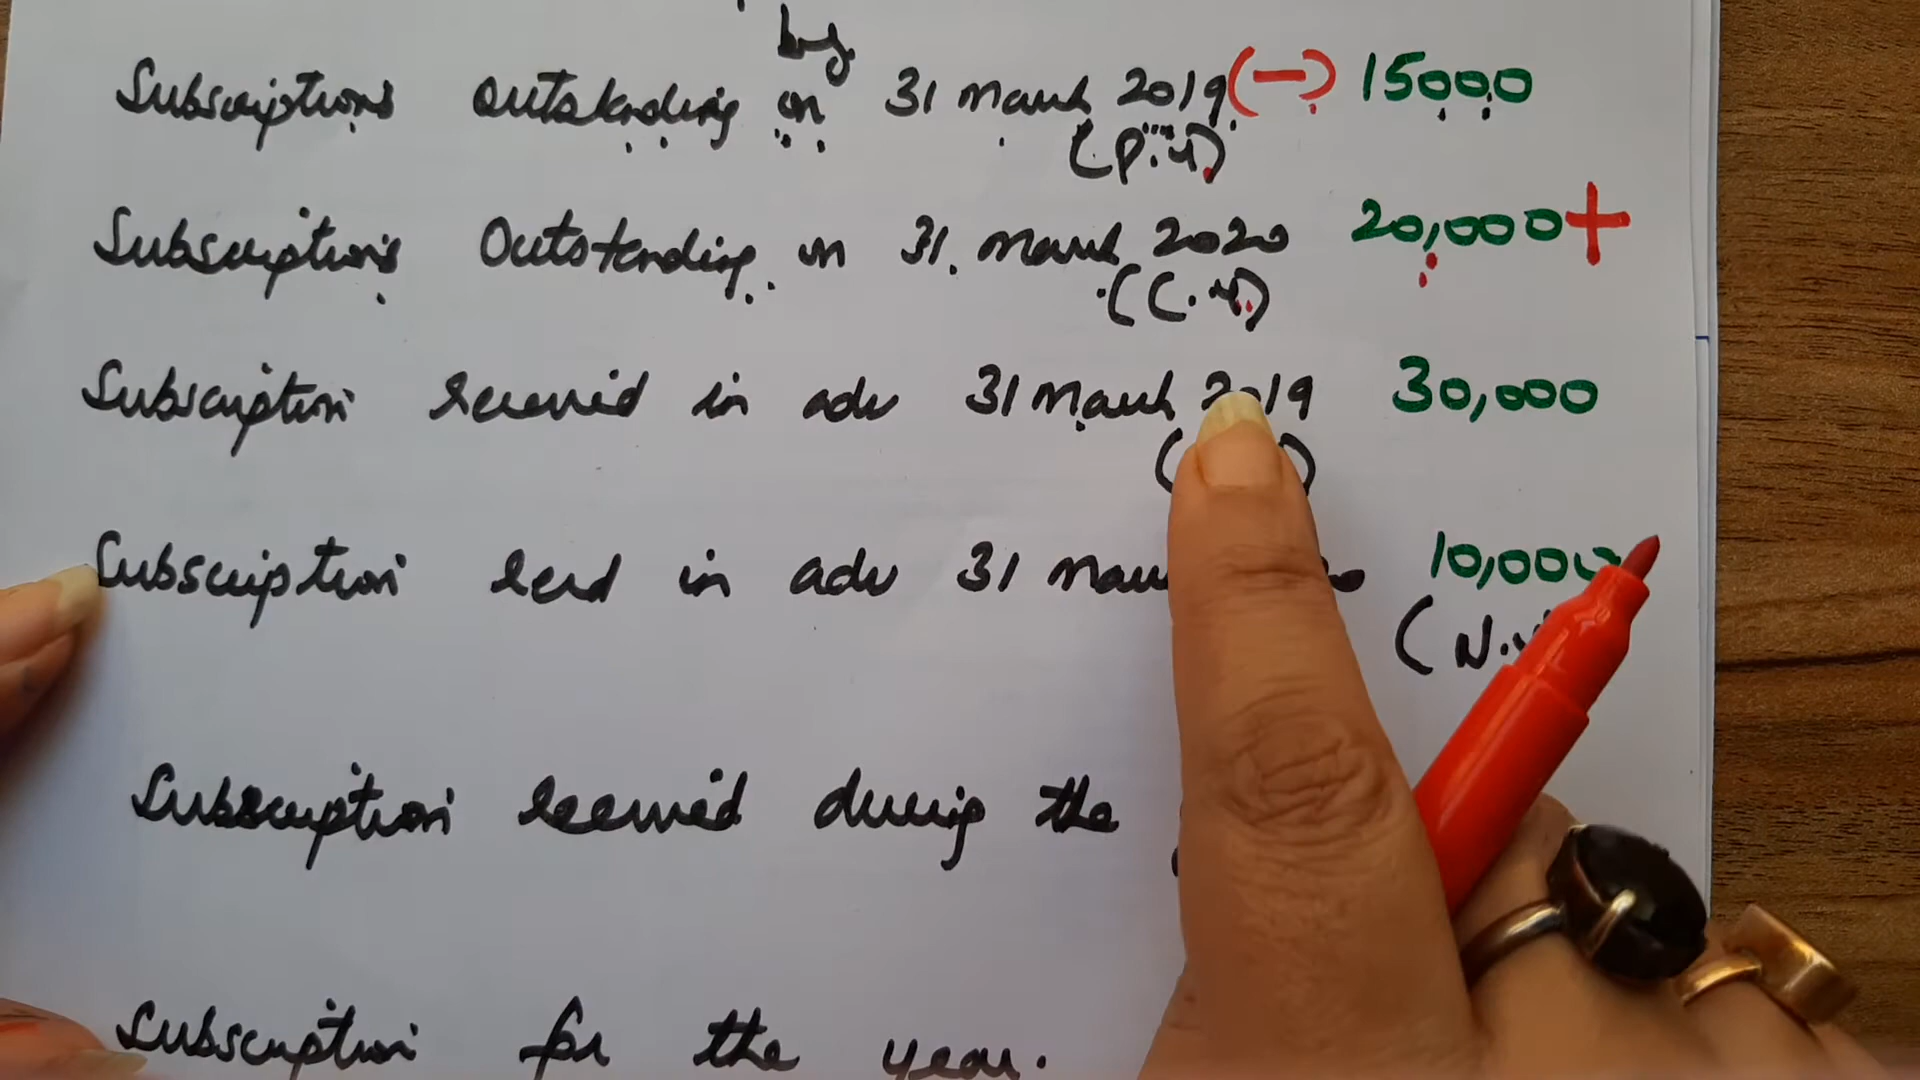 beg
Subscriptions outstanding on 31 March 2019 (-) 15000
(P.Y)
Subscriptions Outstanding on 31 March 2020 20,000 +
(C.Y)
Subscription received in adv 31 March 2019 30,000
Subscription recd in adv 31 10,000
(N.
Subscription received during the
Subscription for the year.